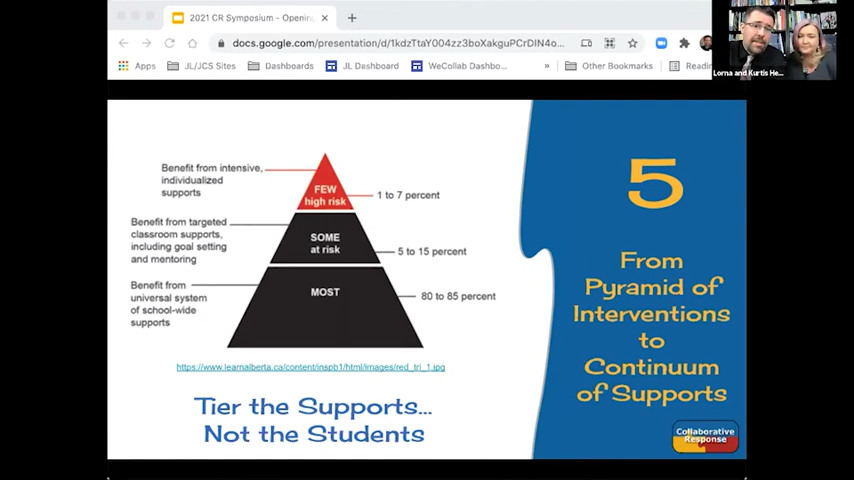 2021 CR Symposium - Opening
docs.google.com/presentation/d/1kdzTtaY004zz3boXakguPCrDIN4o...
Apps
JL/JCS Sites
Dashboards
JL Dashboard
WeCollab Dashbo...
»
Other Bookmarks
Readin
Lorna and Kurtis He...
Benefit from intensive,
individualized
supports
FEW
high risk
1 to 7 percent
Benefit from targeted
classroom supports,
including goal setting
and mentoring
SOME
at risk
5 to 15 percent
Benefit from
universal system
of school-wide
supports
MOST
80 to 85 percent
https://www.learnalberta.ca/content/inspb1/html/images/red_tri_1.jpg
Tier the Supports...
Not the Students
5
From
Pyramid of
Interventions
to
Continuum
of Supports
Collaborative
Response